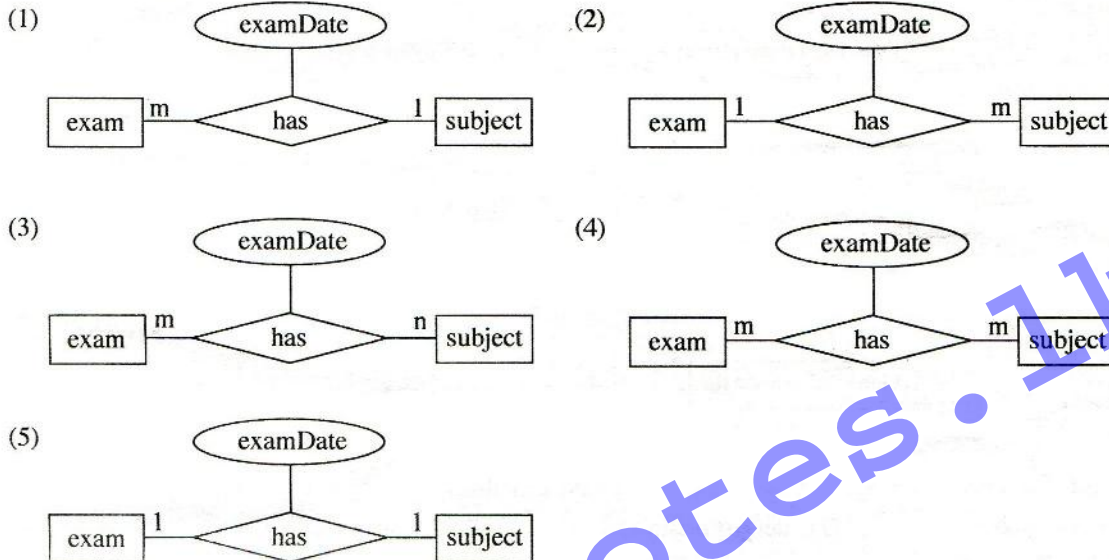 (1) examDate (2) examDate
exam m has 1 subject exam 1 has m subject
(3) examDate (4) examDate
exam m has n subject exam m has m subject
(5) examDate
exam 1 has 1 subject
otes.